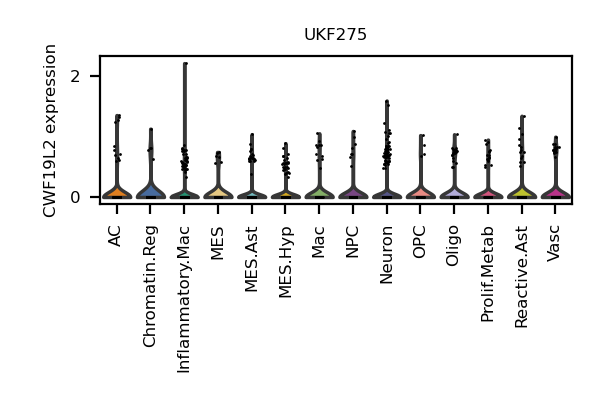 UKF275
CWF19L2 expression
2
0
AC
Chromatin.Reg
Inflammatory.Mac
MES
MES.Ast
MES.Hyp
Mac
NPC
Neuron
OPC
Oligo
Prolif.Metab
Reactive.Ast
Vasc